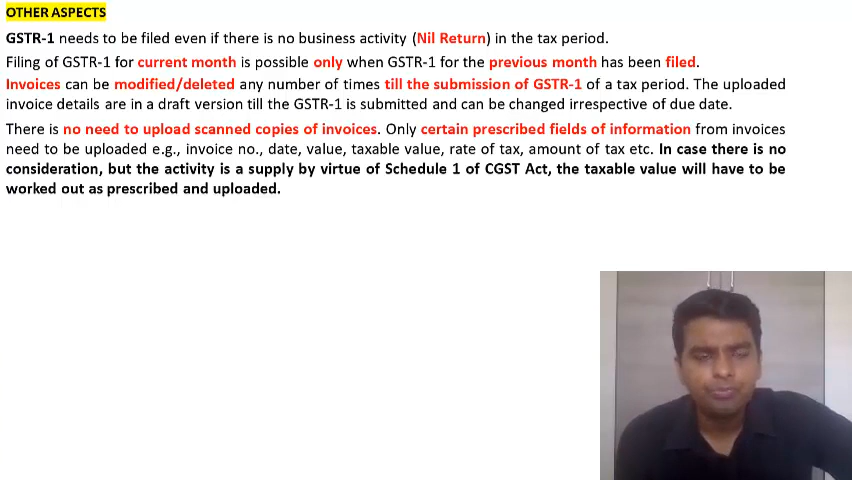 OTHER ASPECTS
GSTR-1 needs to be filed even if there is no business activity (Nil Return) in the tax period.
Filing of GSTR-1 for current month is possible only when GSTR-1 for the previous month has been filed.
Invoices can be modified/deleted any number of times till the submission of GSTR-1 of a tax period. The uploaded
invoice details are in a draft version till the GSTR-1 is submitted and can be changed irrespective of due date.
There is no need to upload scanned copies of invoices. Only certain prescribed fields of information from invoices
need to be uploaded e.g., invoice no., date, value, taxable value, rate of tax, amount of tax etc. In case there is no
consideration, but the activity is a supply by virtue of Schedule 1 of CGST Act, the taxable value will have to be
worked out as prescribed and uploaded.